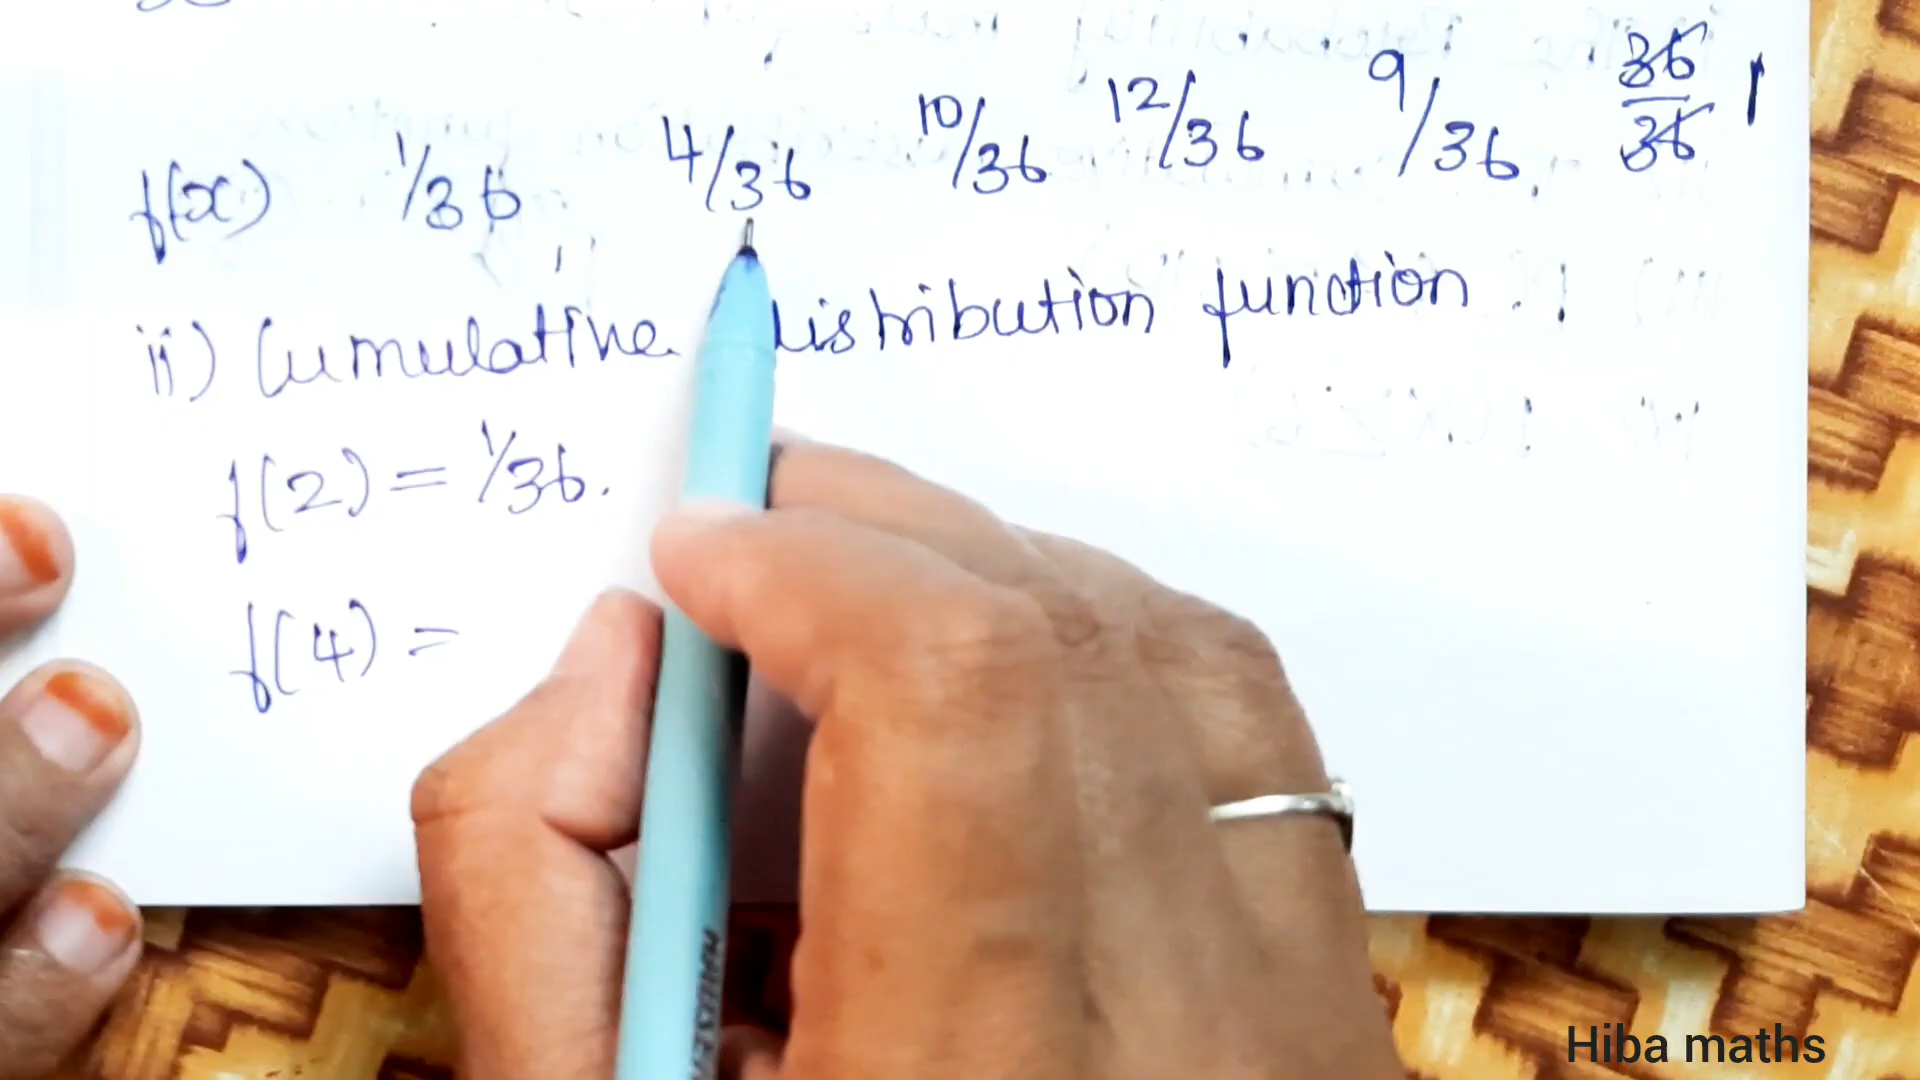 f(x) 1/36 4/36 10/36 12/36 9/36 36/36 1
ii) Cumulative distribution function :
f(2) = 1/36.
f(4) =
Hiba maths